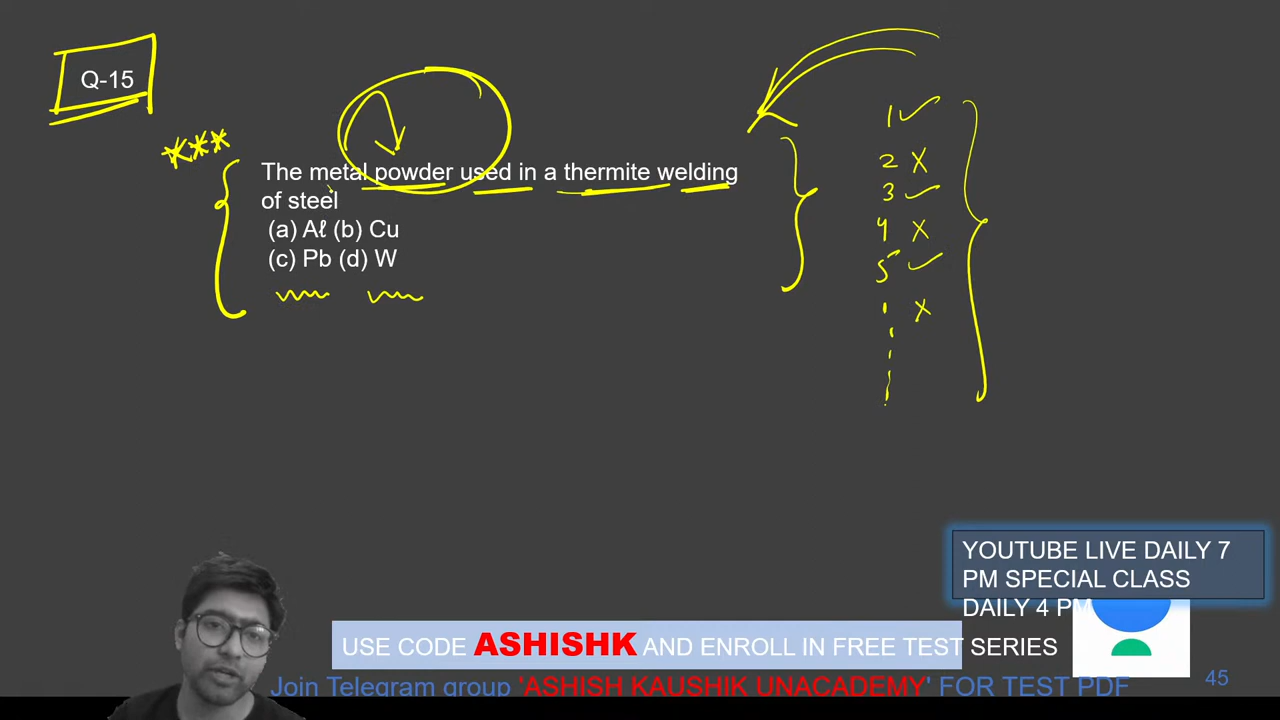 Q-15
***
The metal powder used in a thermite welding
of steel
(a) Aℓ (b) Cu
(c) Pb (d) W
1 ✓
2 X
3 ✓
4 X
5 ✓
X
YOUTUBE LIVE DAILY 7
PM SPECIAL CLASS
DAILY 4 PM
USE CODE ASHISHK AND ENROLL IN FREE TEST SERIES
Join Telegram group 'ASHISH KAUSHIK UNACADEMY' FOR TEST PDF
45